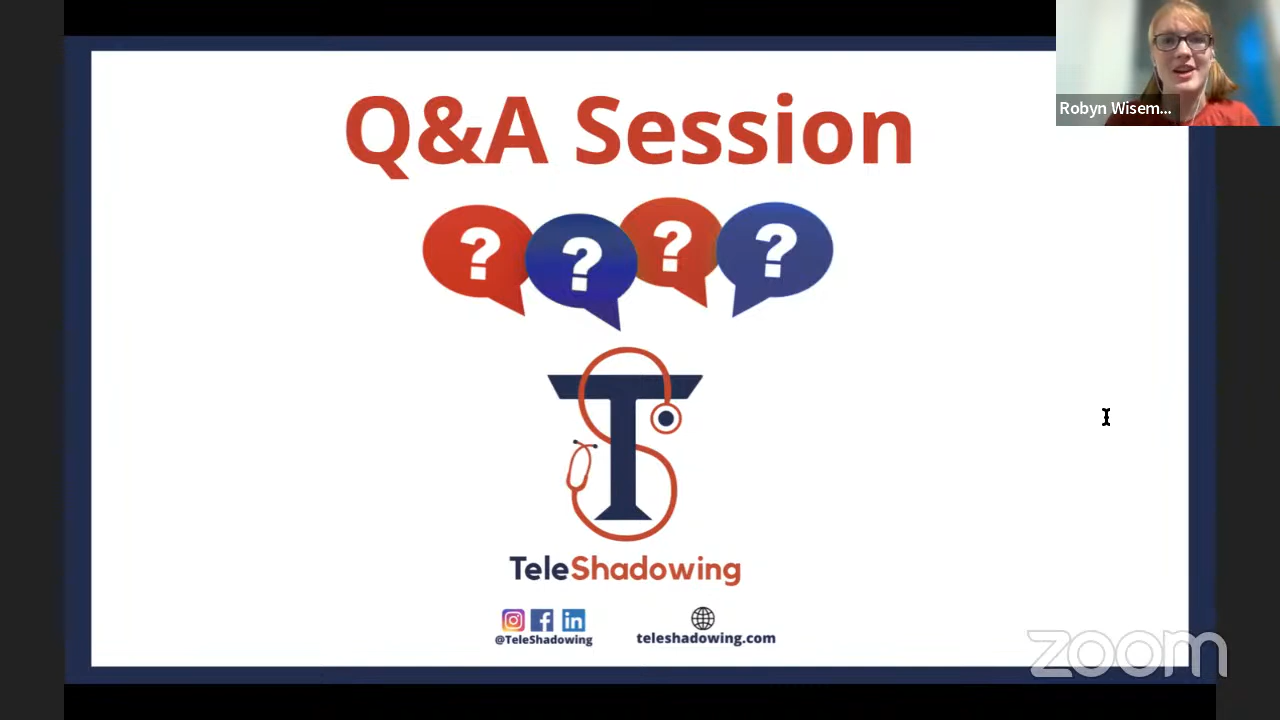 Q&A Session
Robyn Wisem...
? ? ? ?
T
TeleShadowing
@TeleShadowing
teleshadowing.com
zoom